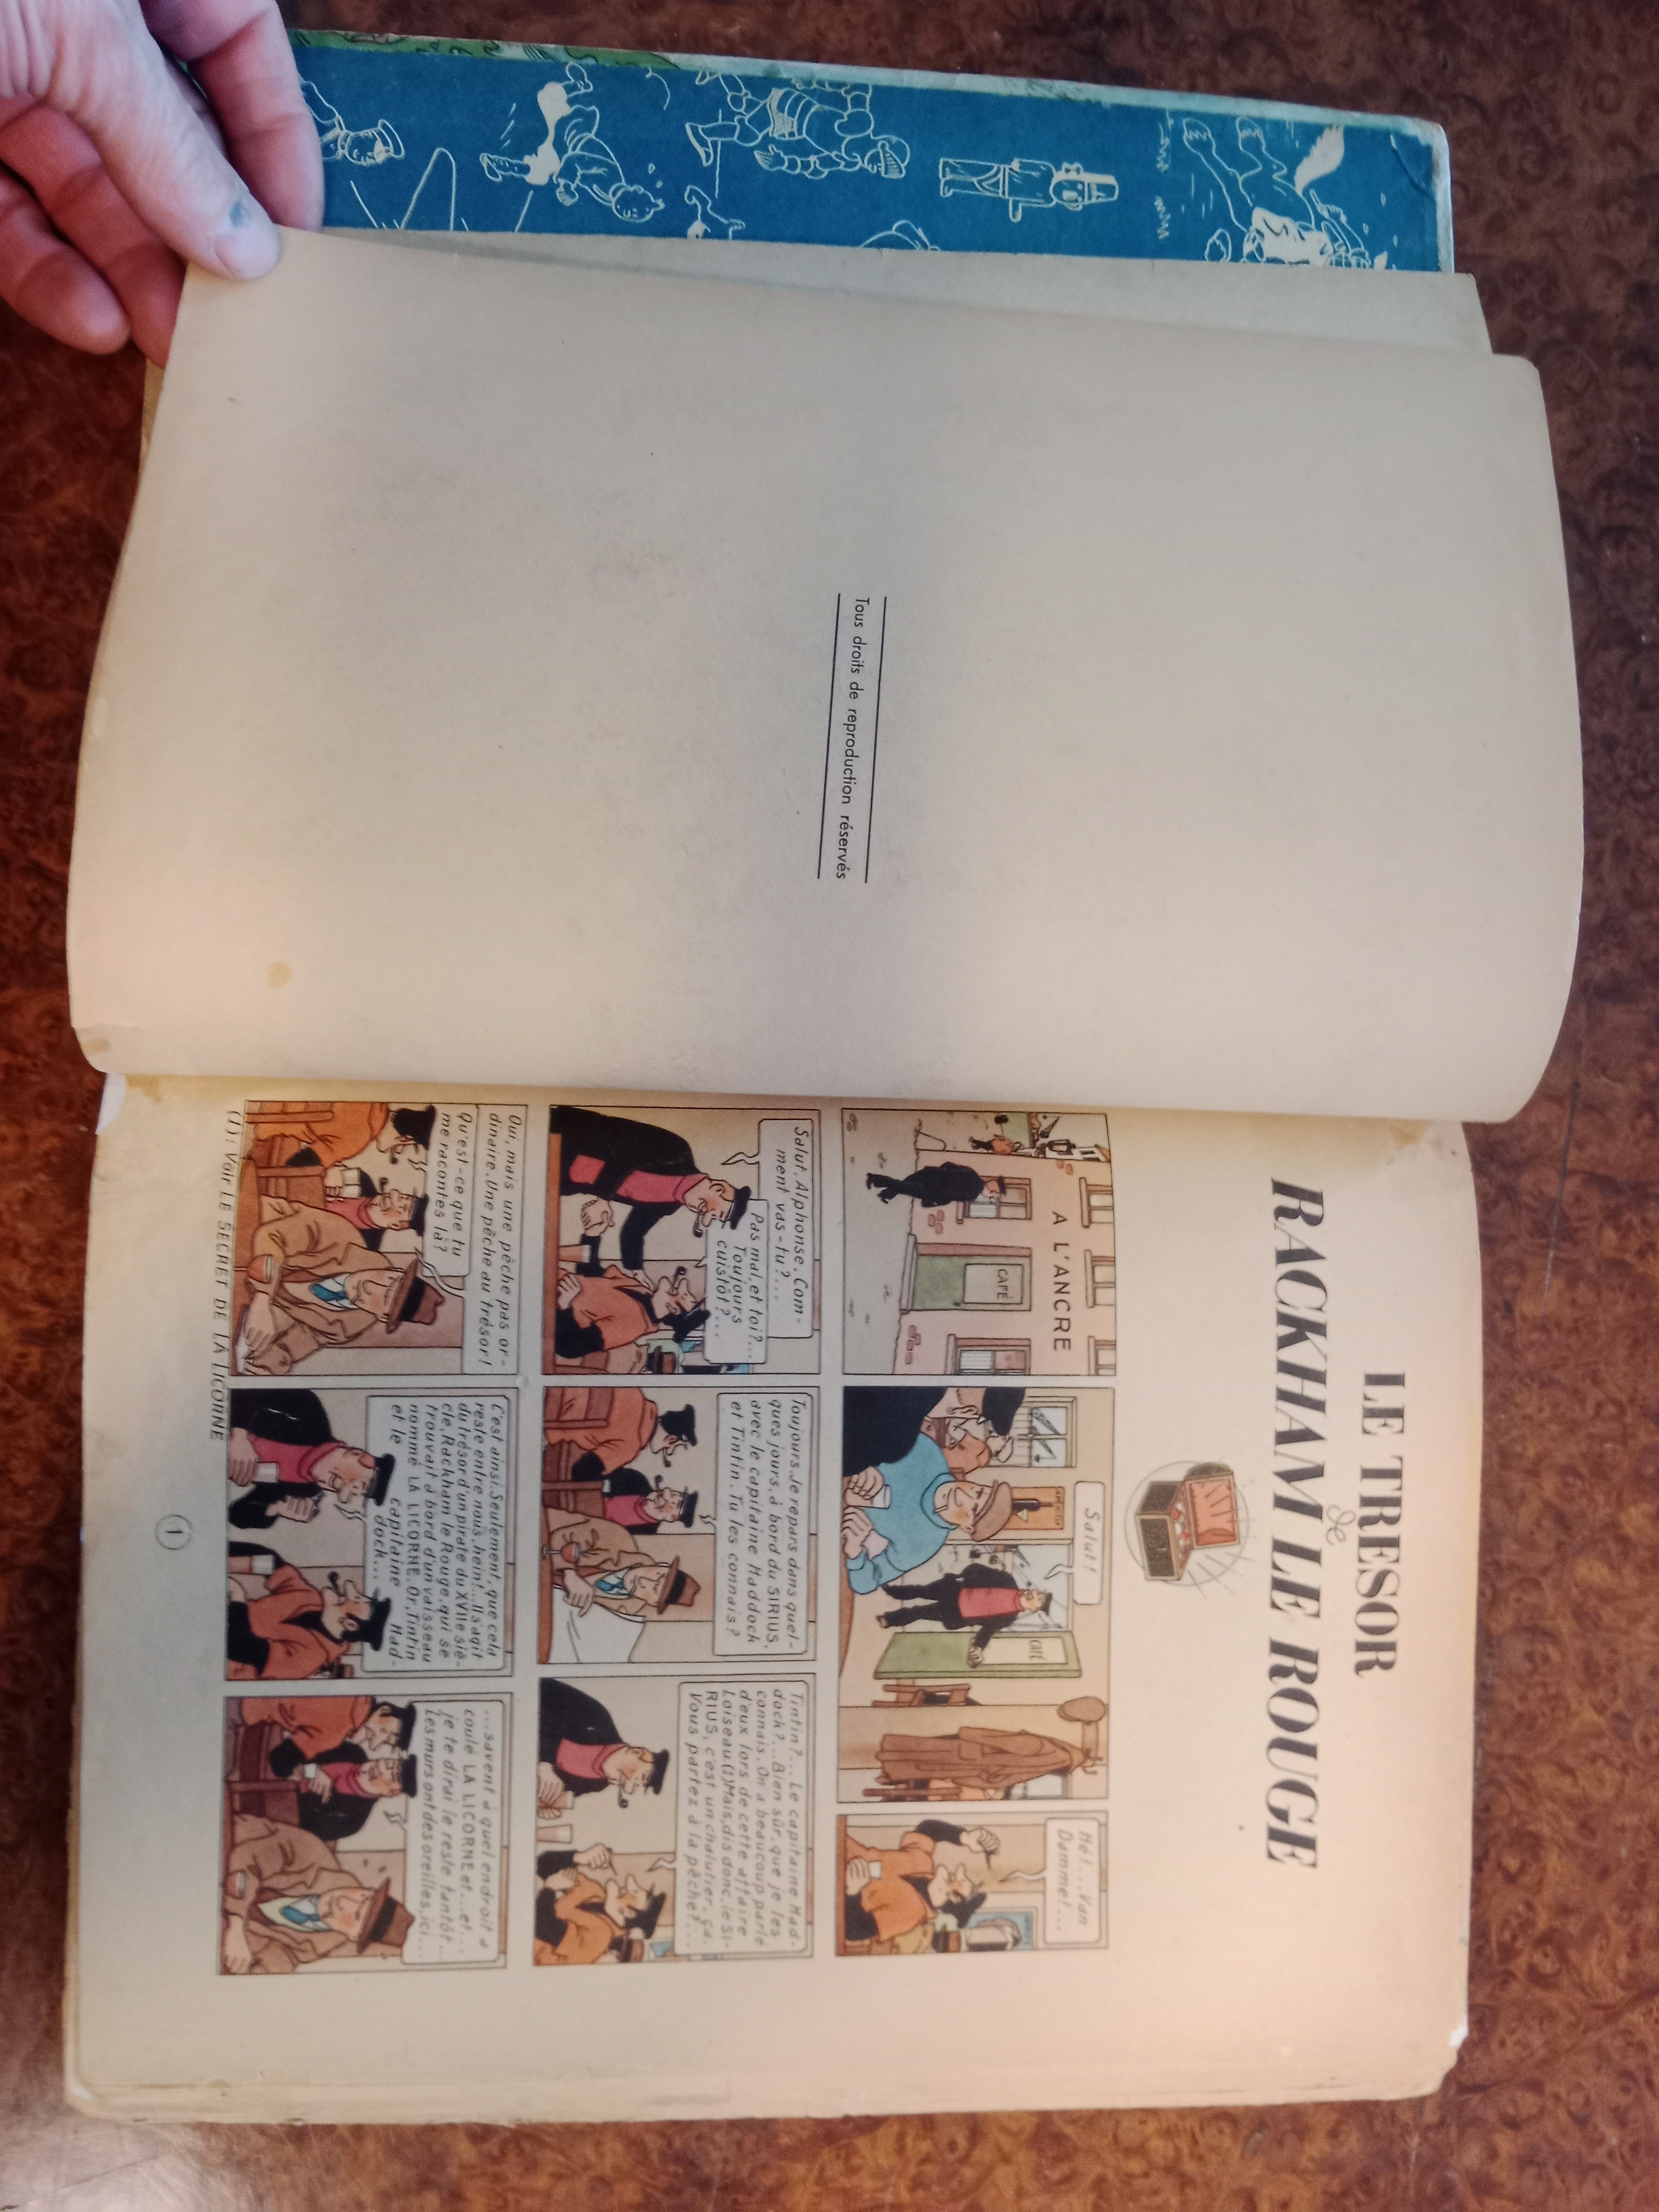 Tous droits de reproduction réservés
LE TRESOR
de
RACKHAM LE ROUGE
A L'ANCRE
CAFÉ
Salut!
CAFÉ
Hé!...Van
Damme!...
Salut, Alphonse. Com-
ment vas-tu?...
Pas mal, et toi?...
Toujours
cuistôt?...
Toujours. Je repars dans quel-
ques jours, à bord du SIRIUS,
avec le capitaine Haddock
et Tintin. Tu les connais?
Tintin?... Le capitaine Had-
dock?... Bien sûr, que je les
connais. On a beaucoup parlé
d'eux lors de cette affaire
Loiseau.(1) Mais, dis donc, le SI-
RIUS, c'est un chalutier, ça.
Vous partez à la pêche?...
Oui, mais une pêche pas or-
dinaire. Une pêche au trésor!
Qu'est-ce que tu
me racontes là?
C'est ainsi. Seulement, que cela
reste entre nous, hein!... Il s'agit
du trésor d'un pirate du XVIIe siè-
cle, Rackham le Rouge, qui se
trouvait à bord d'un vaisseau
nommé LA LICORNE. Or, Tintin
et le capitaine Had-
dock...
...savent à quel endroit a
coulé LA LICORNE et...et...
je te dirai le reste tantôt...
Les murs ont des oreilles, ici...
(1): Voir LE SECRET DE LA LICORNE
1